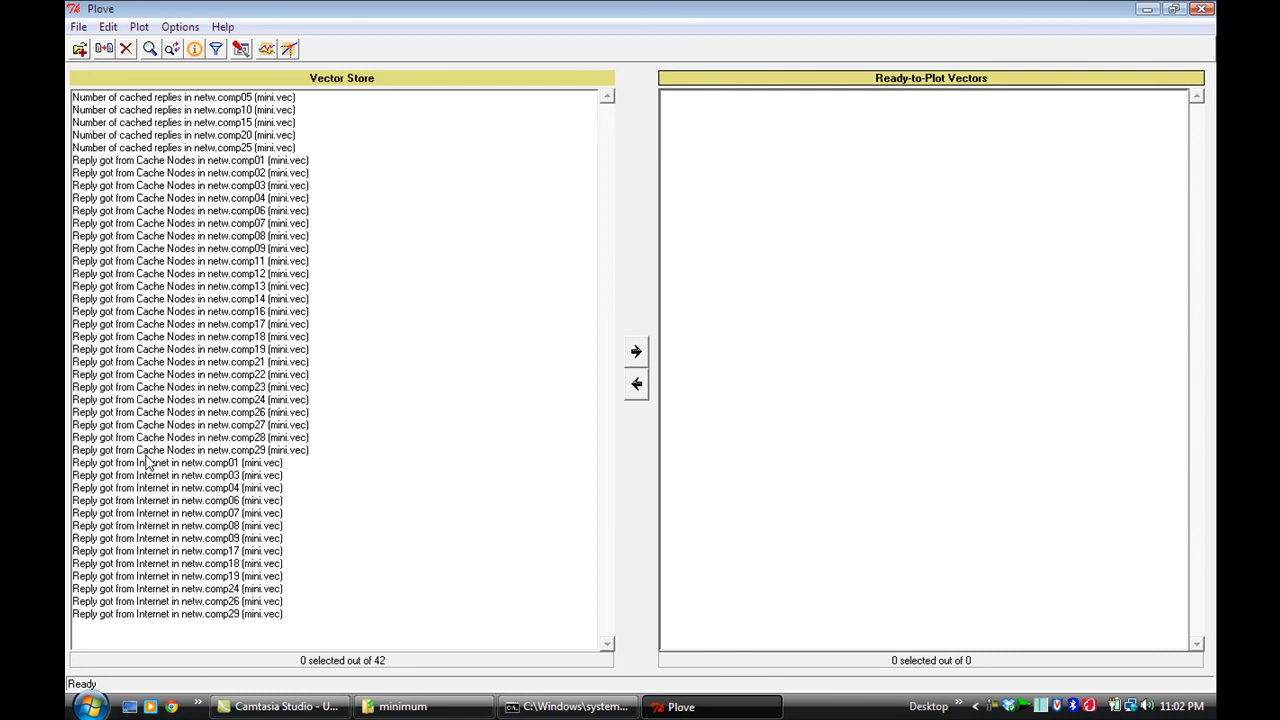 Plove
File Edit Plot Options Help
Vector Store
Number of cached replies in netw.comp05 (mini.vec)
Number of cached replies in netw.comp10 (mini.vec)
Number of cached replies in netw.comp15 (mini.vec)
Number of cached replies in netw.comp20 (mini.vec)
Number of cached replies in netw.comp25 (mini.vec)
Reply got from Cache Nodes in netw.comp01 (mini.vec)
Reply got from Cache Nodes in netw.comp02 (mini.vec)
Reply got from Cache Nodes in netw.comp03 (mini.vec)
Reply got from Cache Nodes in netw.comp04 (mini.vec)
Reply got from Cache Nodes in netw.comp06 (mini.vec)
Reply got from Cache Nodes in netw.comp07 (mini.vec)
Reply got from Cache Nodes in netw.comp08 (mini.vec)
Reply got from Cache Nodes in netw.comp09 (mini.vec)
Reply got from Cache Nodes in netw.comp11 (mini.vec)
Reply got from Cache Nodes in netw.comp12 (mini.vec)
Reply got from Cache Nodes in netw.comp13 (mini.vec)
Reply got from Cache Nodes in netw.comp14 (mini.vec)
Reply got from Cache Nodes in netw.comp16 (mini.vec)
Reply got from Cache Nodes in netw.comp17 (mini.vec)
Reply got from Cache Nodes in netw.comp18 (mini.vec)
Reply got from Cache Nodes in netw.comp19 (mini.vec)
Reply got from Cache Nodes in netw.comp21 (mini.vec)
Reply got from Cache Nodes in netw.comp22 (mini.vec)
Reply got from Cache Nodes in netw.comp23 (mini.vec)
Reply got from Cache Nodes in netw.comp24 (mini.vec)
Reply got from Cache Nodes in netw.comp26 (mini.vec)
Reply got from Cache Nodes in netw.comp27 (mini.vec)
Reply got from Cache Nodes in netw.comp28 (mini.vec)
Reply got from Cache Nodes in netw.comp29 (mini.vec)
Reply got from Internet in netw.comp01 (mini.vec)
Reply got from Internet in netw.comp03 (mini.vec)
Reply got from Internet in netw.comp04 (mini.vec)
Reply got from Internet in netw.comp06 (mini.vec)
Reply got from Internet in netw.comp07 (mini.vec)
Reply got from Internet in netw.comp08 (mini.vec)
Reply got from Internet in netw.comp09 (mini.vec)
Reply got from Internet in netw.comp17 (mini.vec)
Reply got from Internet in netw.comp18 (mini.vec)
Reply got from Internet in netw.comp19 (mini.vec)
Reply got from Internet in netw.comp24 (mini.vec)
Reply got from Internet in netw.comp26 (mini.vec)
Reply got from Internet in netw.comp29 (mini.vec)
0 selected out of 42
Ready-to-Plot Vectors
0 selected out of 0
Ready
Camtasia Studio - U... minimum C:\Windows\system... Plove Desktop 11:02 PM